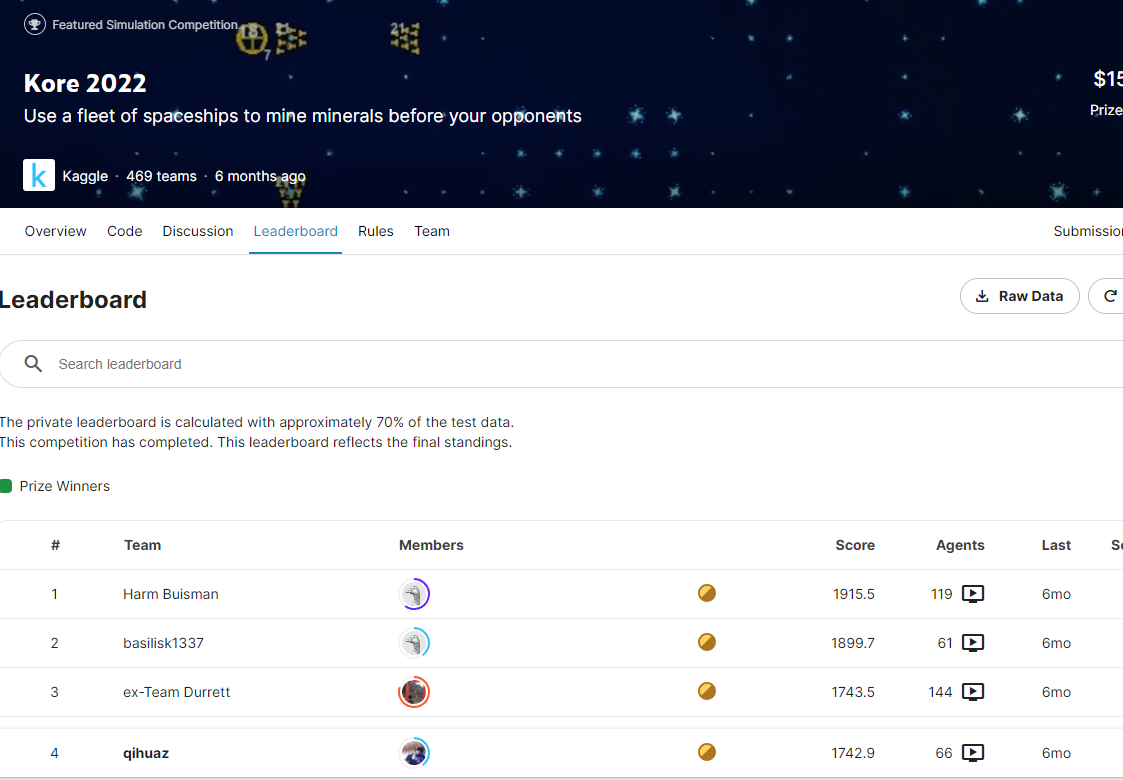 Featured Simulation Competition
18
7
21
Kore 2022
$15
Use a fleet of spaceships to mine minerals before your opponents
Prize
k Kaggle · 469 teams · 6 months ago
Overview Code Discussion Leaderboard Rules Team Submission
Leaderboard
Raw Data
Search leaderboard
The private leaderboard is calculated with approximately 70% of the test data.
This competition has completed. This leaderboard reflects the final standings.
Prize Winners
# Team Members Score Agents Last
1 Harm Buisman 1915.5 119 6mo
2 basilisk1337 1899.7 61 6mo
3 ex-Team Durrett 1743.5 144 6mo
4 qihuaz 1742.9 66 6mo